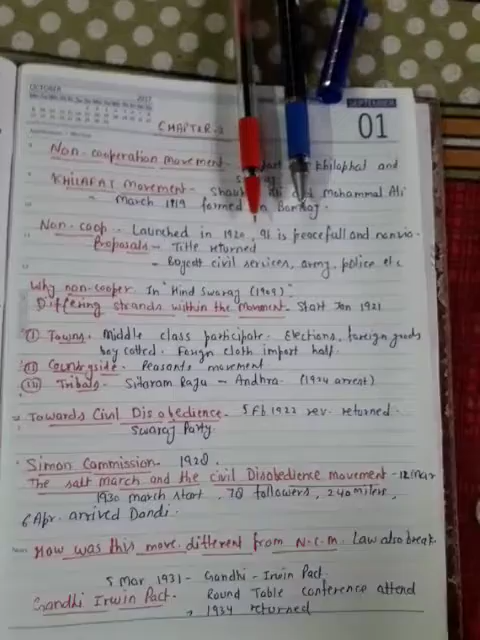 OCTOBER 2017
SEPTEMBER
01
CHAPTER-2
Non-cooperation movement - Khilaphat and
KHILAFAT Movement - Shauk Ali and Mohammal Ali
- March 1919 formed in Bombay.
Non-coop - Launched in 1920, It is peacefull and nonvio
Proposals - Title returned
- Boycott civil services, army, police etc
Why non-cooper. In "Hind Swaraj (1909)"
Differing strands within the Movement - Start Jan 1921
(i) Towns. Middle class participate. Elections, foreign goods
boycotted. Foreign cloth import half.
(ii) Countryside - Peasants movement
(iii) Tribals - Sitaram Raju - Andhra. (1924 arrest)
Towards Civil Disobedience - 5 Fb 1922 rev. returned.
Swaraj Party.
Simon Commission. 1928.
The salt march and the civil Disobedience movement - 12 Mar
1930 march start, 78 followers, 240 miles,
6 Apr. arrived Dandi.
How was this move. different from N.C.M. Law also break.
5 Mar 1931 - Gandhi - Irwin Pact.
Gandhi Irwin Pact. Round Table conference attend
, 1934 returned